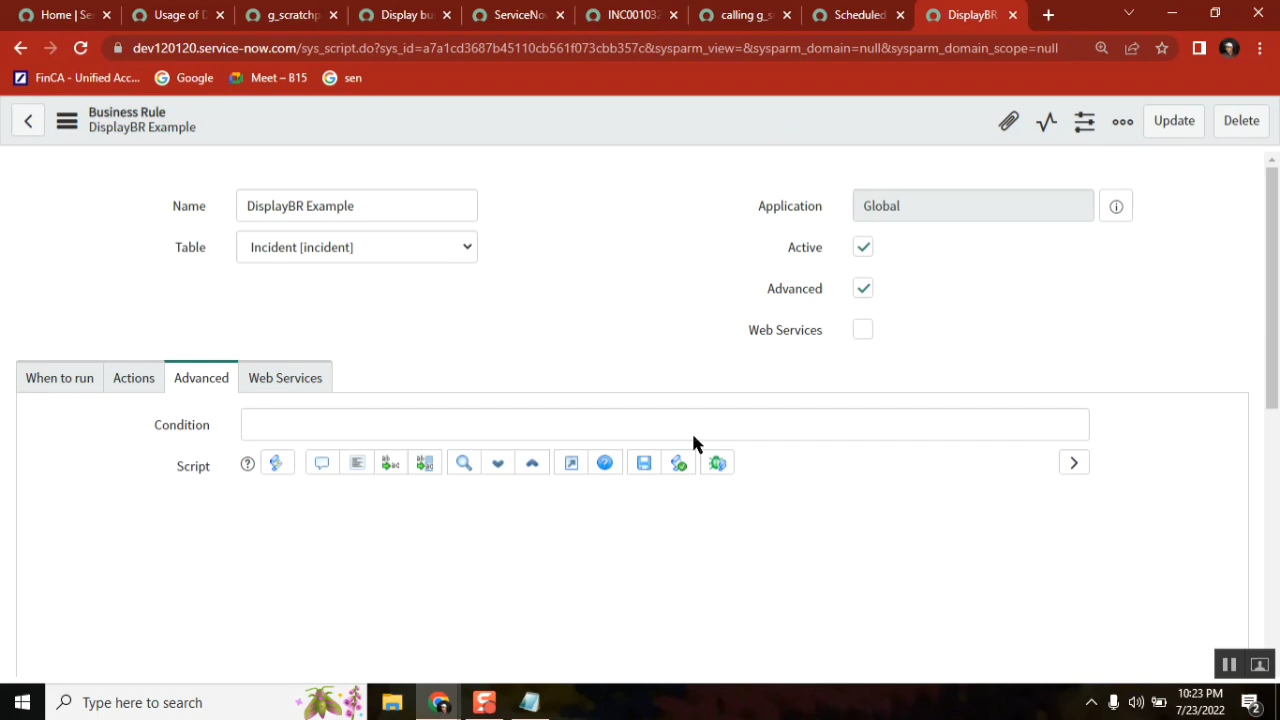 Home | Se
Usage of D
g_scratchp
Display bu
ServiceNo
INC001032
calling g_s
Scheduled
DisplayBR
dev120120.service-now.com/sys_script.do?sys_id=a7a1cd3687b45110cb561f073cbb357c&sysparm_view=&sysparm_domain=null&sysparm_domain_scope=null
FinCA - Unified Acc...
Google
Meet – B15
sen
Business Rule
DisplayBR Example
Update
Delete
Name
DisplayBR Example
Application
Global
Table
Incident [incident]
Active
Advanced
Web Services
When to run
Actions
Advanced
Web Services
Condition
Script
Type here to search
10:23 PM
7/23/2022
2